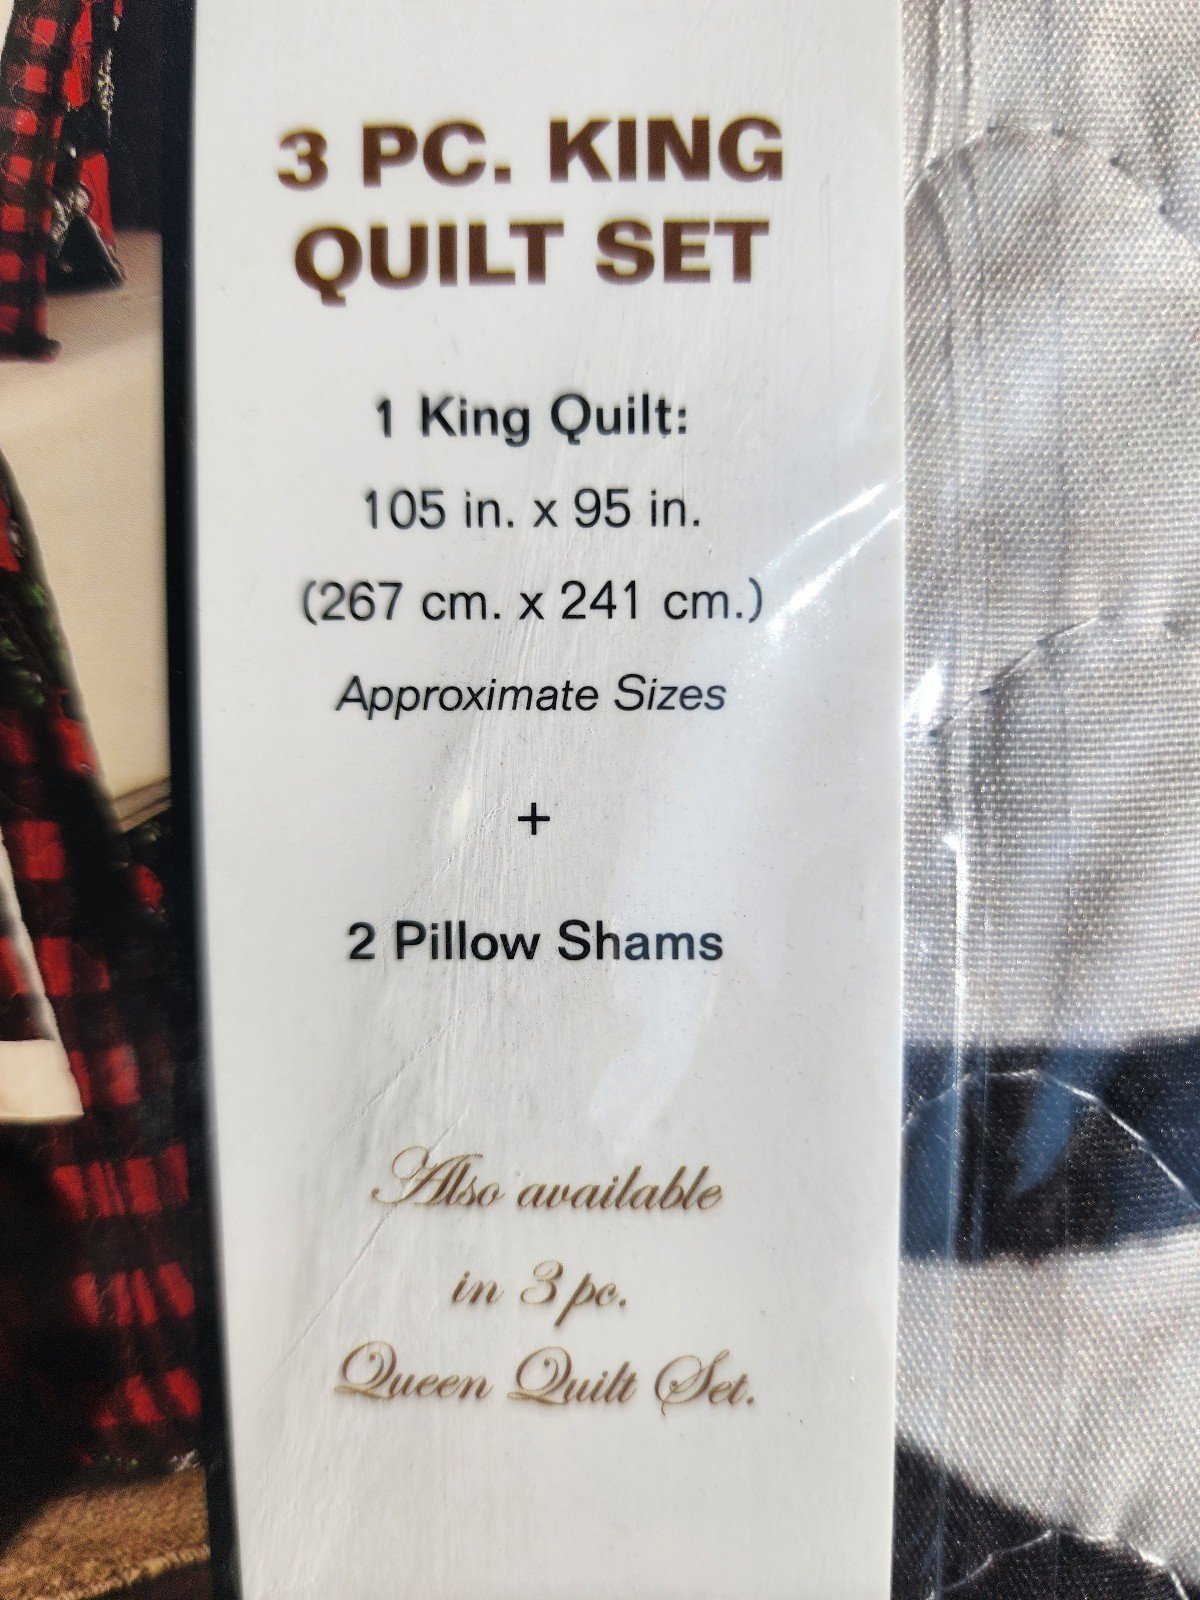 3 PC. KING
QUILT SET
1 King Quilt:
105 in. x 95 in.
(267 cm. x 241 cm.)
Approximate Sizes
+
2 Pillow Shams
Also available
in 3 pc.
Queen Quilt Set.